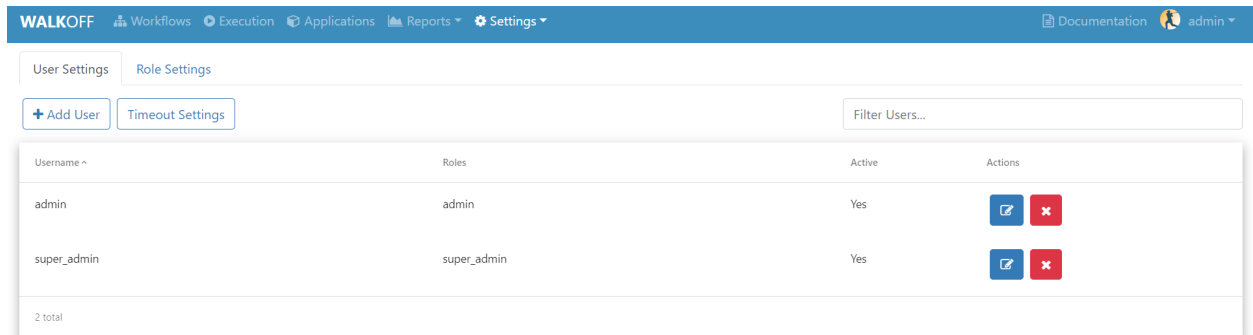 WALKOFF Workflows Execution Applications Reports Settings Documentation admin
User Settings Role Settings
+ Add User Timeout Settings Filter Users...
Username Roles Active Actions
admin admin Yes
super_admin super_admin Yes
2 total